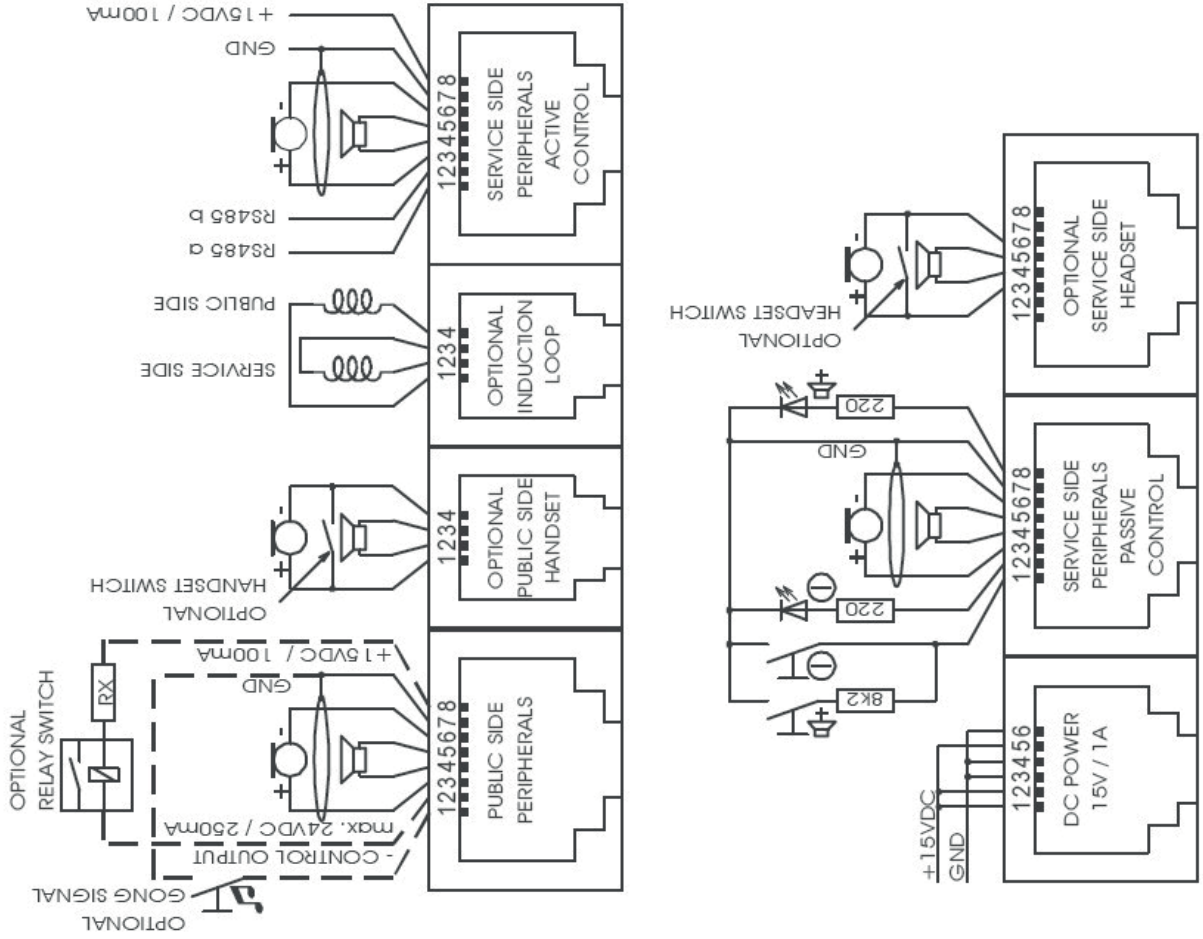 +15VDC / 100mA
GND
-
+
RS485 b
RS485 a
12345678
SERVICE SIDE
PERIPHERALS
ACTIVE
CONTROL
PUBLIC SIDE
SERVICE SIDE
1234
OPTIONAL
INDUCTION
LOOP
-
+
OPTIONAL
HANDSET SWITCH
1234
OPTIONAL
PUBLIC SIDE
HANDSET
OPTIONAL
RELAY SWITCH
RX
+15VDC / 100mA
GND
-
+
max. 24VDC / 250mA
- CONTROL OUTPUT
OPTIONAL
GONG SIGNAL
12345678
PUBLIC SIDE
PERIPHERALS
-
+
OPTIONAL
HEADSET SWITCH
12345678
OPTIONAL
SERVICE SIDE
HEADSET
+
220
GND
-
+
220
8k2
+
12345678
SERVICE SIDE
PERIPHERALS
PASSIVE
CONTROL
+15VDC
GND
123456
DC POWER
15V / 1A